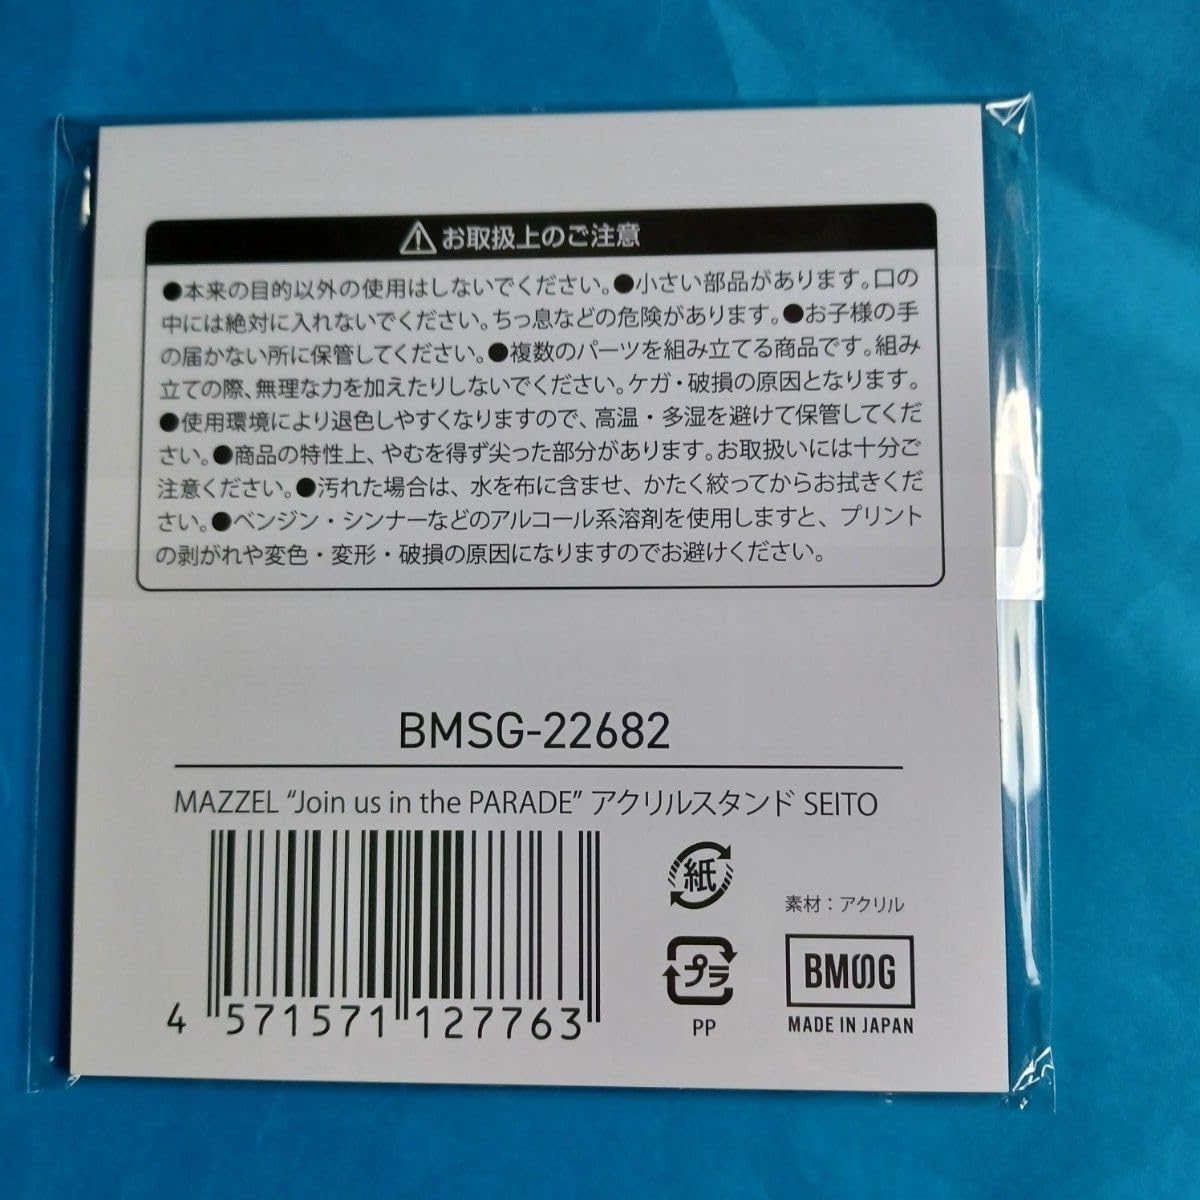 お取扱上のご注意
●本来の目的以外の使用はしないでください。●小さい部品があります。口の
中には絶対に入れないでください。ちっ息などの危険があります。●お子様の手
の届かない所に保管してください。●複数のパーツを組み立てる商品です。組み
立ての際、無理な力を加えたりしないでください。ケガ・破損の原因となります。
●使用環境により退色しやすくなりますので、高温・多湿を避けて保管してくだ
さい。●商品の特性上、やむを得ず尖った部分があります。お取扱いには十分ご
注意ください。●汚れた場合は、水を布に含ませ、かたく絞ってからお拭きくだ
さい。●ベンジン・シンナーなどのアルコール系溶剤を使用しますと、プリント
の剥がれや変色・変形・破損の原因になりますのでお避けください。
BMSG-22682
MAZZEL “Join us in the PARADE” アクリルスタンド SEITO
4 571571 127763
紙
プラ
PP
素材：アクリル
BMSG
MADE IN JAPAN